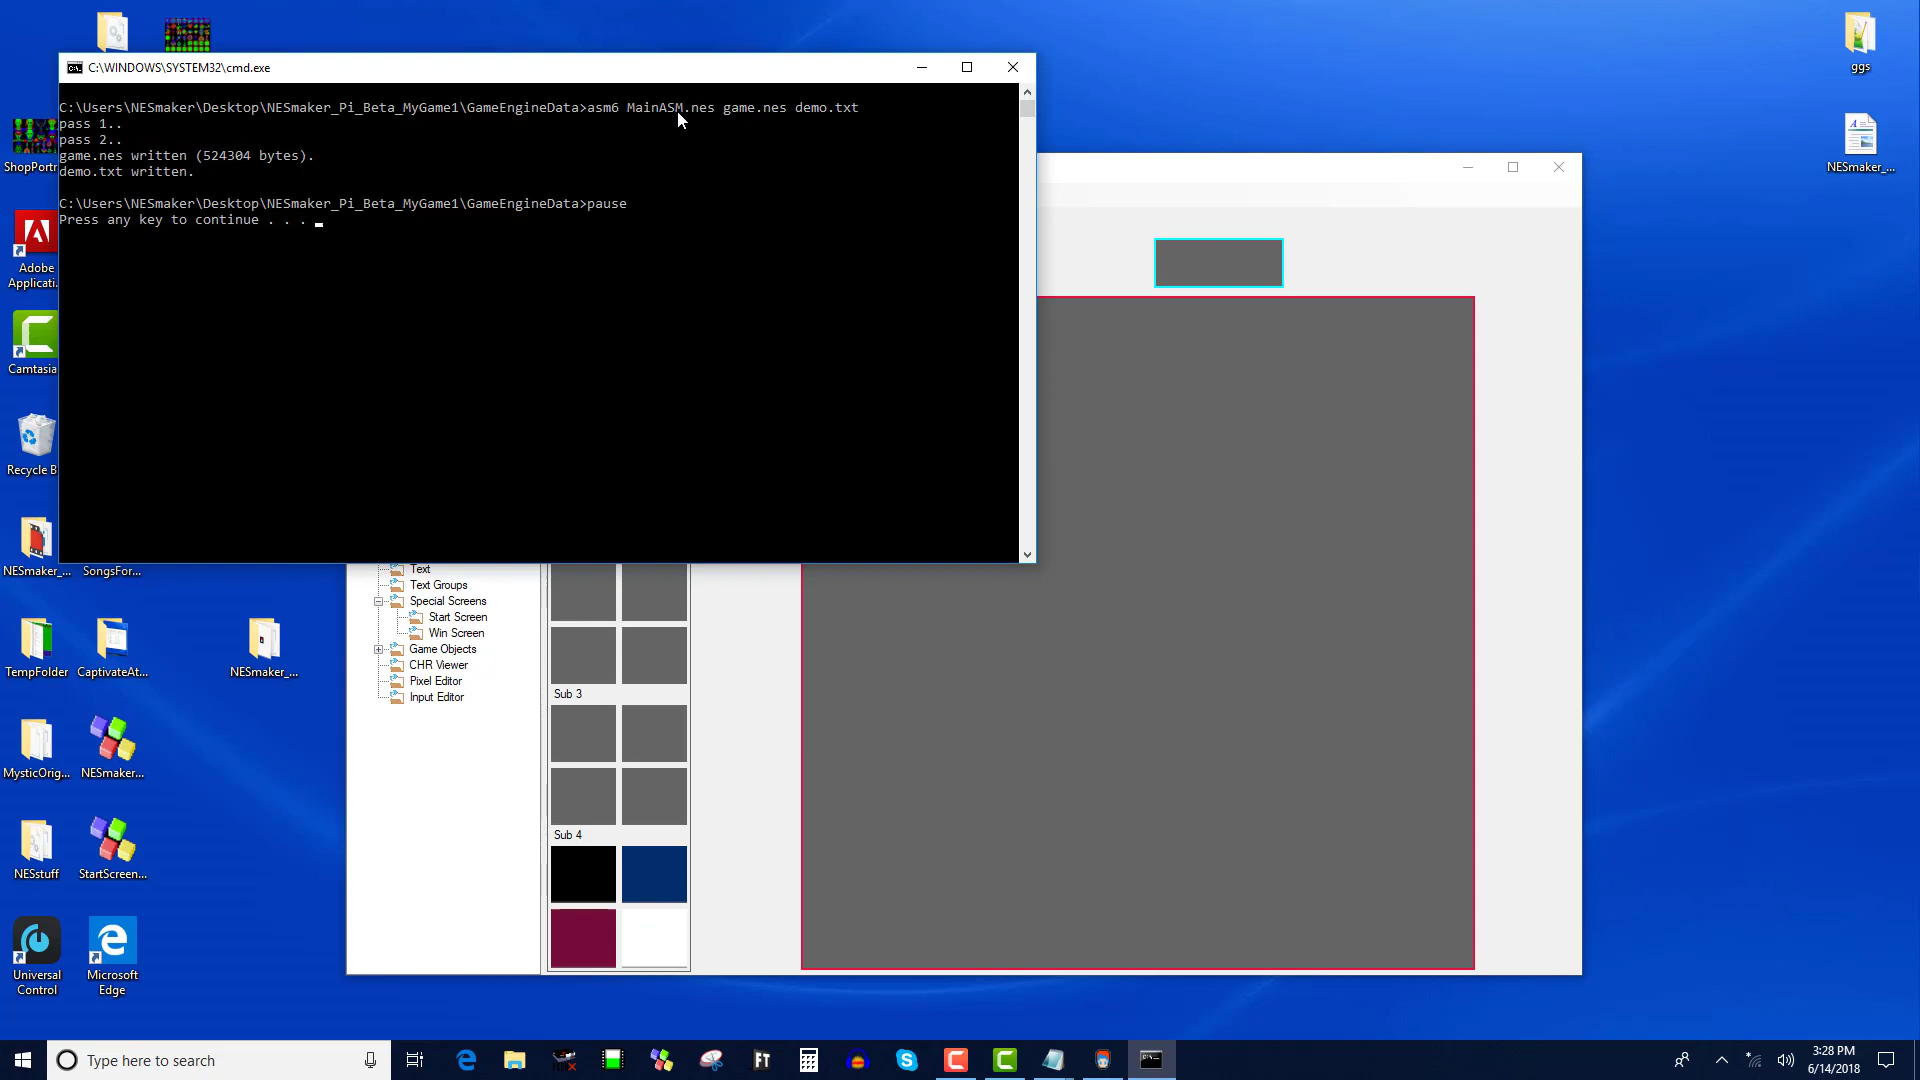 C:\WINDOWS\SYSTEM32\cmd.exe
C:\Users\NESmaker\Desktop\NESmaker_Pi_Beta_MyGame1\GameEngineData>asm6 MainASM.nes game.nes demo.txt
pass 1..
pass 2..
game.nes written (524304 bytes).
demo.txt written.
C:\Users\NESmaker\Desktop\NESmaker_Pi_Beta_MyGame1\GameEngineData>pause
Press any key to continue . . .
ggs
NESmaker_...
ShopPortr
Adobe
Applicati...
Camtasia
Recycle B
NESmaker_...
SongsFor...
TempFolder
CaptivateAt...
NESmaker_...
MysticOrig...
NESmaker...
NESstuff
StartScreen...
Universal
Control
Microsoft
Edge
Text
Text Groups
Special Screens
Start Screen
Win Screen
Game Objects
CHR Viewer
Pixel Editor
Input Editor
Sub 3
Sub 4
Type here to search
FT
3:28 PM
6/14/2018